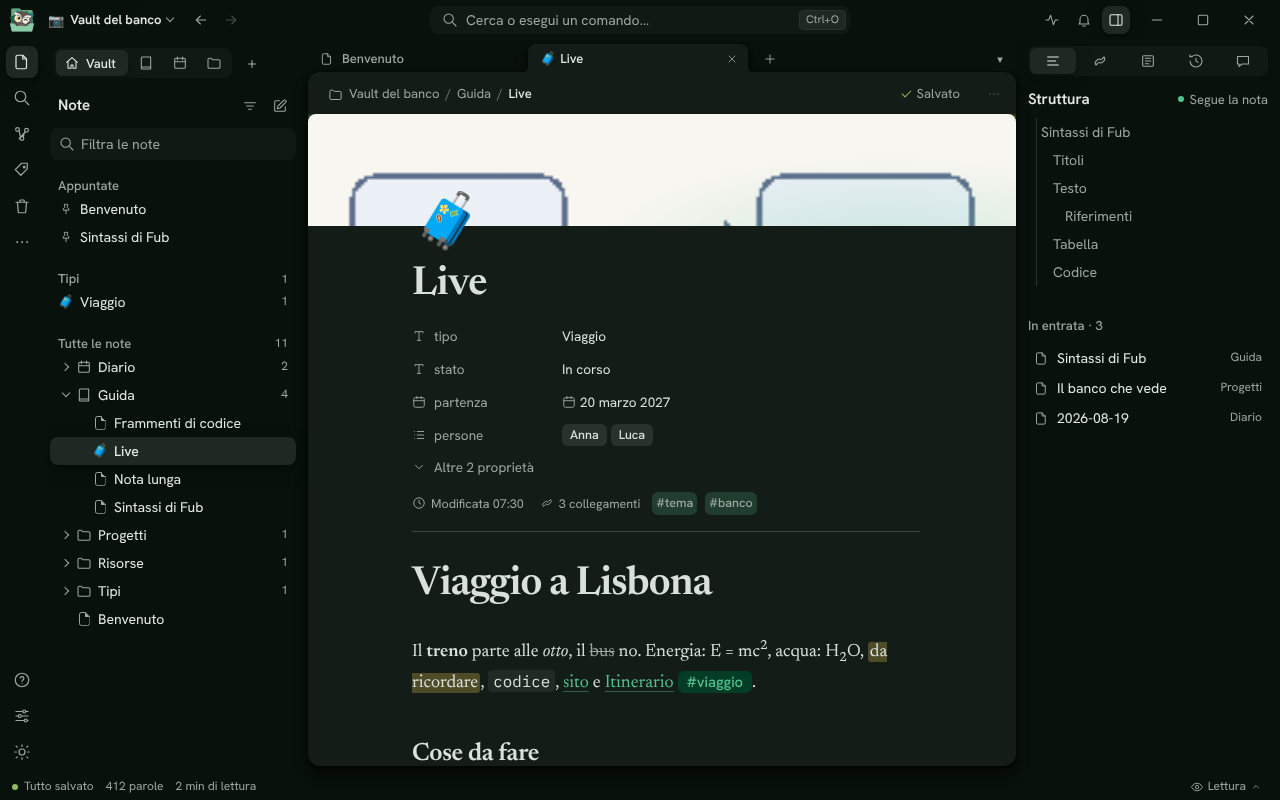 Vault del banco
Cerca o esegui un comando...
Ctrl+O
Vault
Benvenuto
Live
Note
Filtra le note
Appuntate
Benvenuto
Sintassi di Fub
Tipi 1
Viaggio 1
Tutte le note 11
Diario 2
Guida 4
Frammenti di codice
Live
Nota lunga
Sintassi di Fub
Progetti 1
Risorse 1
Tipi 1
Benvenuto
Tutto salvato 412 parole 2 min di lettura
Vault del banco / Guida / Live
Salvato
Live
tipo Viaggio
stato In corso
partenza 20 marzo 2027
persone Anna Luca
Altre 2 proprietà
Modificata 07:30 3 collegamenti #tema #banco
Viaggio a Lisbona
Il treno parte alle otto, il bus no. Energia: E = mc², acqua: H₂O, da
ricordare, codice, sito e Itinerario #viaggio.
Cose da fare
Struttura
Segue la nota
Sintassi di Fub
Titoli
Testo
Riferimenti
Tabella
Codice
In entrata · 3
Sintassi di Fub Guida
Il banco che vede Progetti
2026-08-19 Diario
Lettura